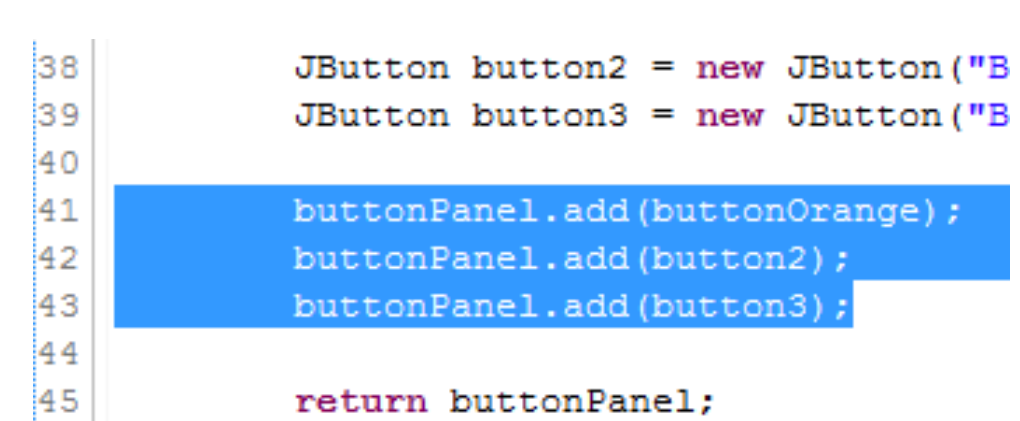 38 JButton button2 = new JButton("B
39 JButton button3 = new JButton("B
40
41 buttonPanel.add(buttonOrange);
42 buttonPanel.add(button2);
43 buttonPanel.add(button3);
44
45 return buttonPanel;